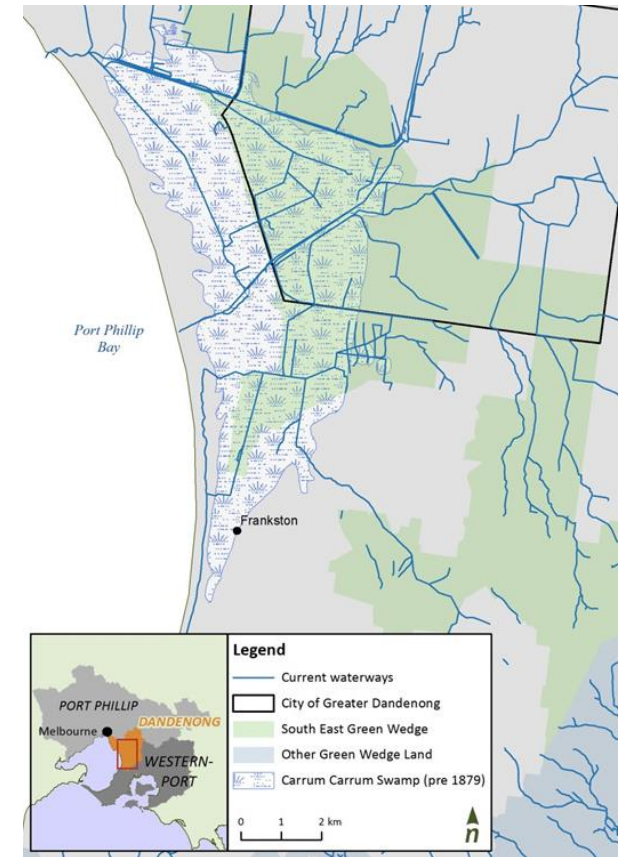 Port Phillip
Bay
Frankston
PORT PHILLIP
DANDENONG
Melbourne
WESTERN-
PORT
Legend
Current waterways
City of Greater Dandenong
South East Green Wedge
Other Green Wedge Land
Carrum Carrum Swamp (pre 1879)
0 1 2 km
n